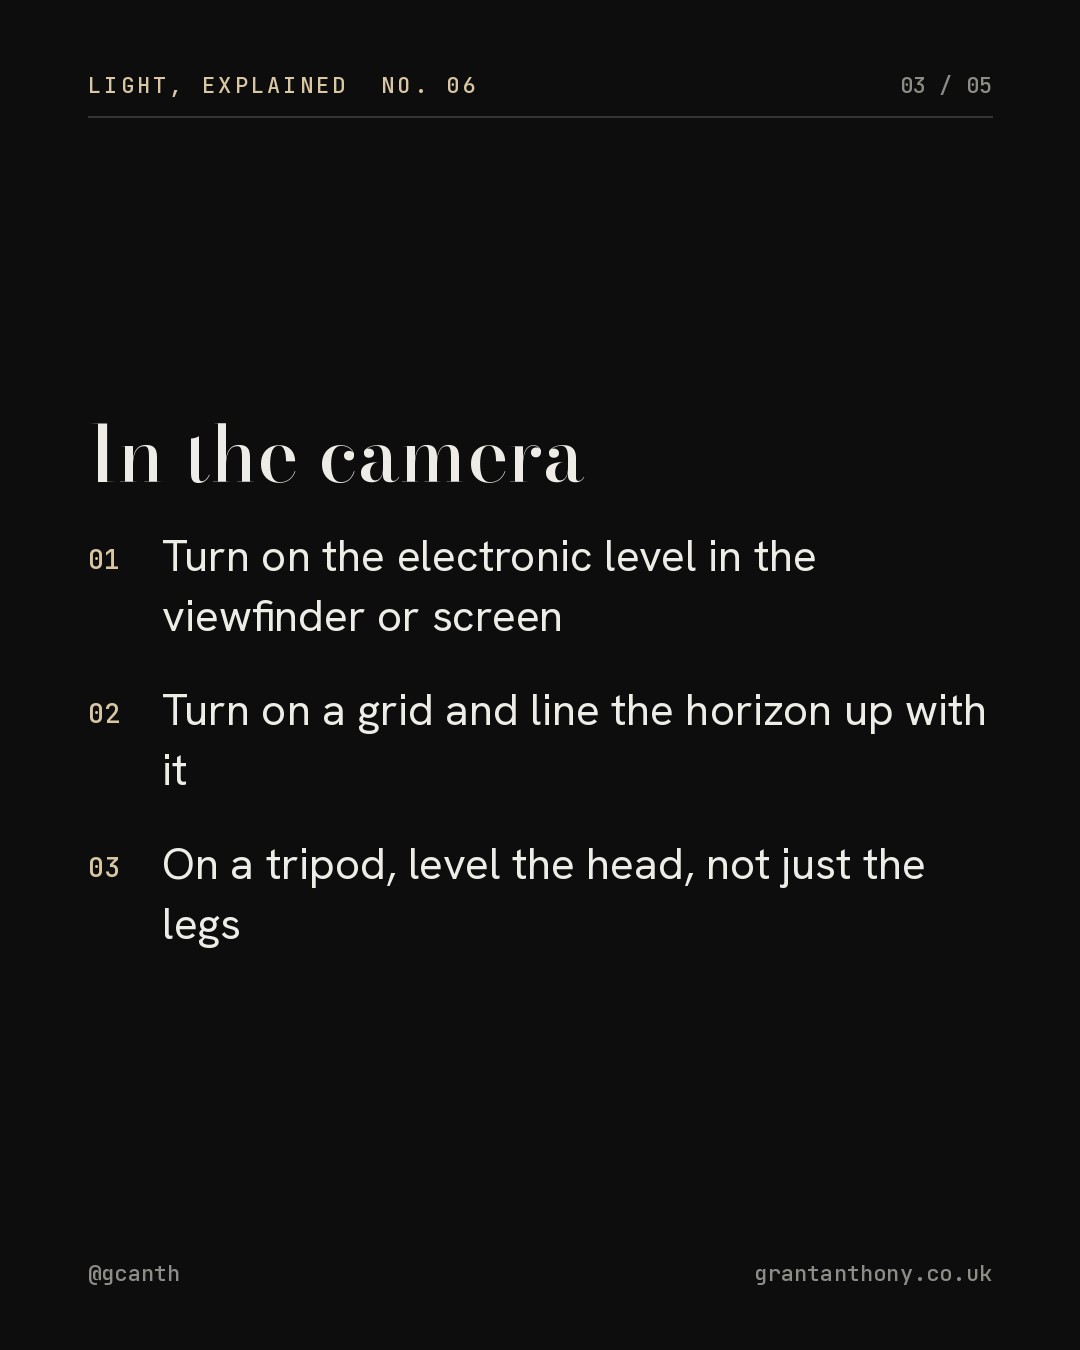 LIGHT, EXPLAINED NO. 06
03 / 05
In the camera
01 Turn on the electronic level in the
viewfinder or screen
02 Turn on a grid and line the horizon up with
it
03 On a tripod, level the head, not just the
legs
@gcanth
grantanthony.co.uk